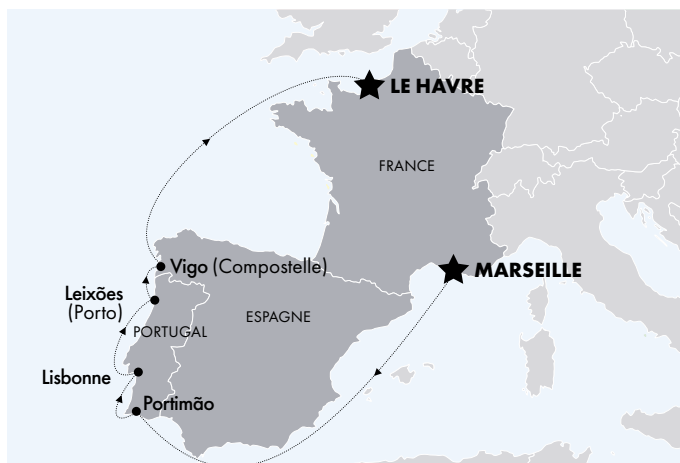 LE HAVRE
FRANCE
Vigo (Compostelle)
MARSEILLE
Leixões
(Porto)
ESPAGNE
PORTUGAL
Lisbonne
Portimão